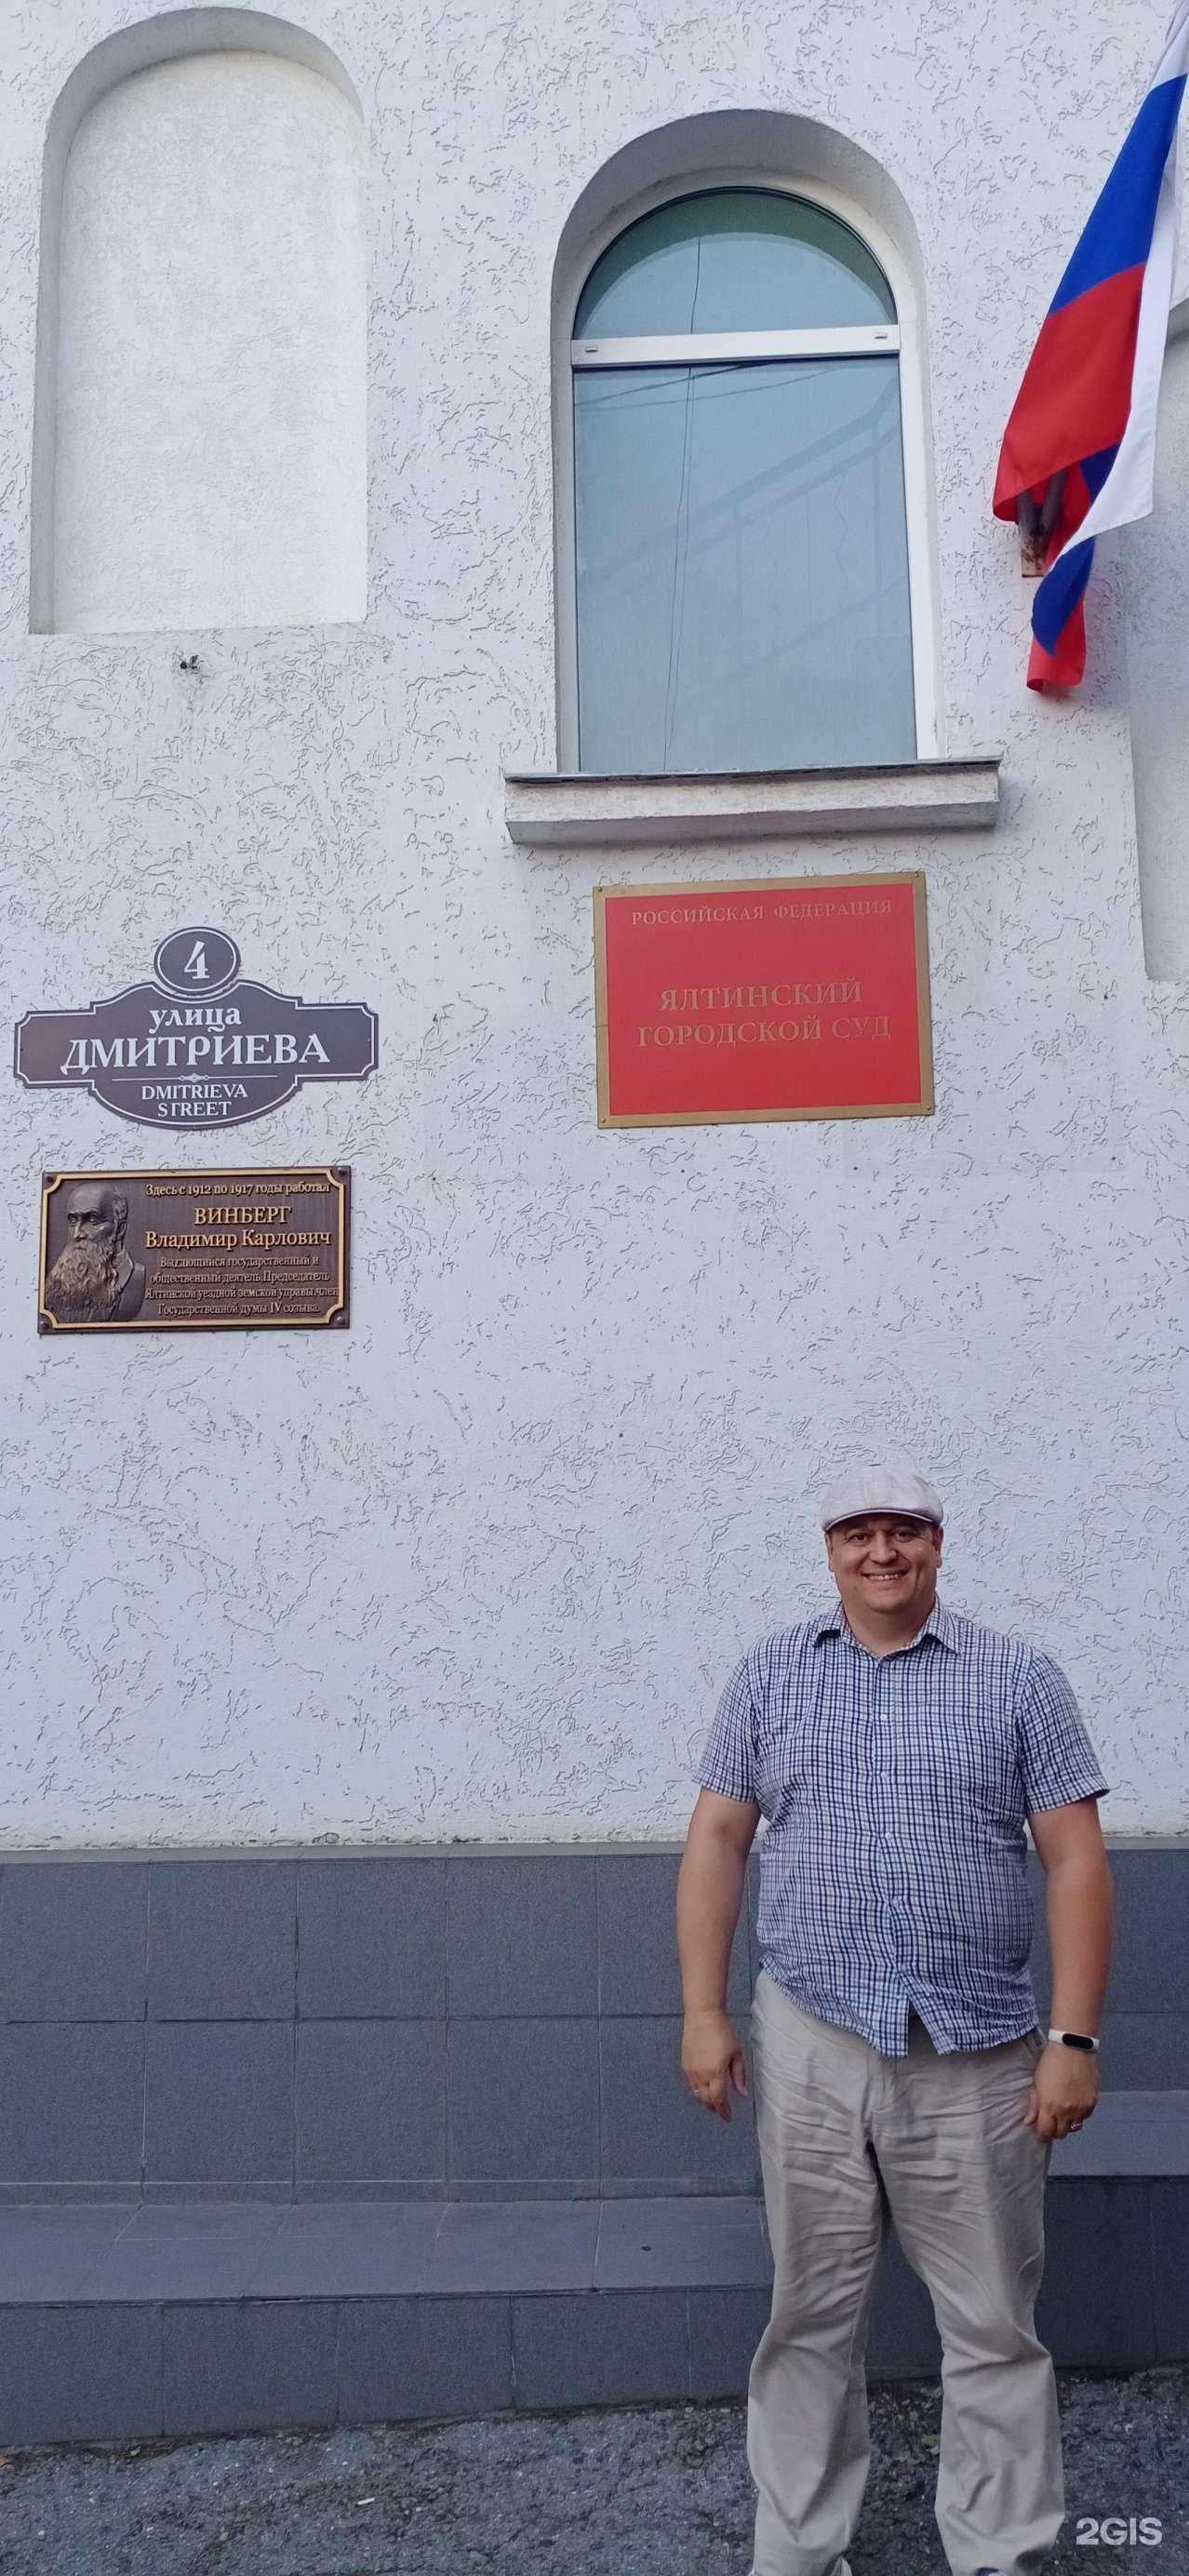 РОССИЙСКАЯ ФЕДЕРАЦИЯ
ЯЛТИНСКИЙ
ГОРОДСКОЙ СУД
4
улица
ДМИТРИЕВА
DMITRIEVA
STREET
Здесь с 1912 по 1917 годы работал
ВИНБЕРГ
Владимир Карлович
Выдающийся государственный и
общественный деятель Председатель
Ялтинской уездной земской управы, член
Государственной думы IV созыва.
2GIS